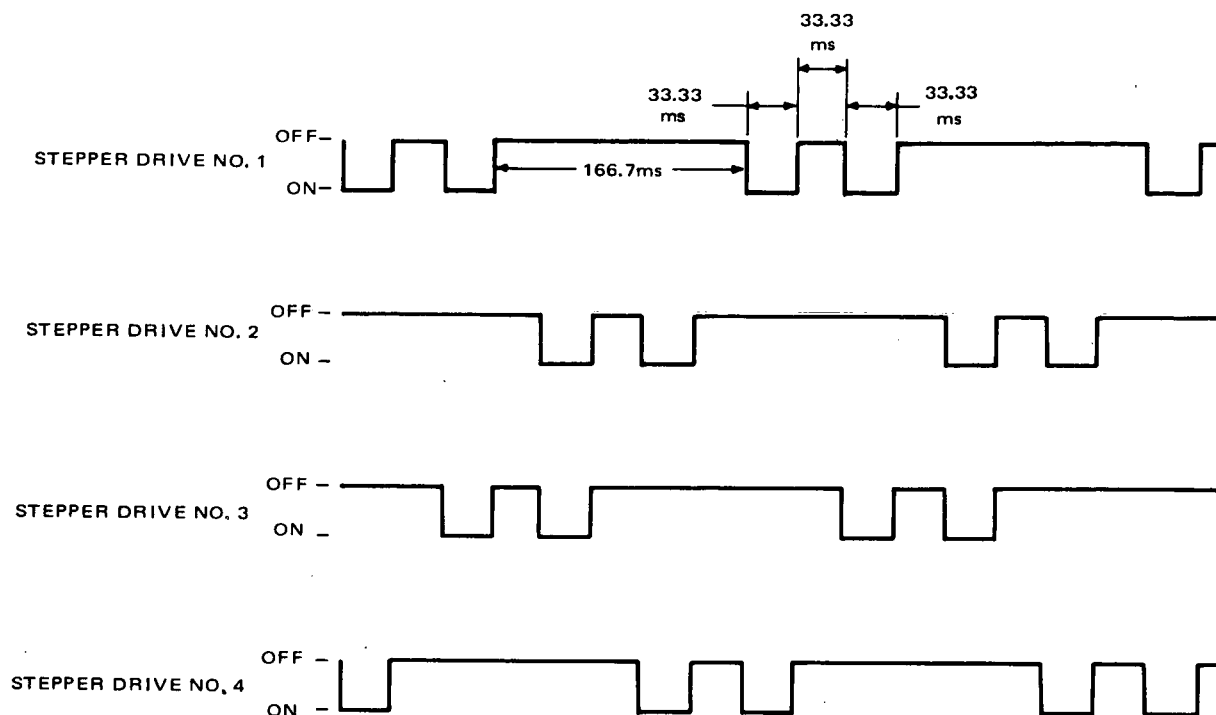 33.33
ms
33.33
ms
33.33
ms
OFF
STEPPER DRIVE NO. 1
166.7ms
ON
OFF
STEPPER DRIVE NO. 2
ON
OFF
STEPPER DRIVE NO. 3
ON
OFF
STEPPER DRIVE NO. 4
ON